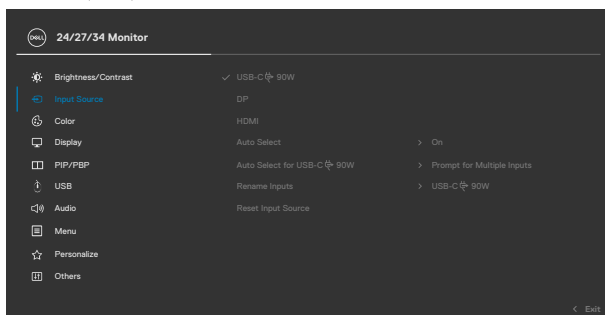 DELL 24/27/34 Monitor
Brightness/Contrast ✓ USB-C 90W
Input Source DP
Color HDMI
Display Auto Select > On
PIP/PBP Auto Select for USB-C 90W > Prompt for Multiple Inputs
USB Rename Inputs > USB-C 90W
Audio Reset Input Source
Menu
Personalize
Others
< Exit